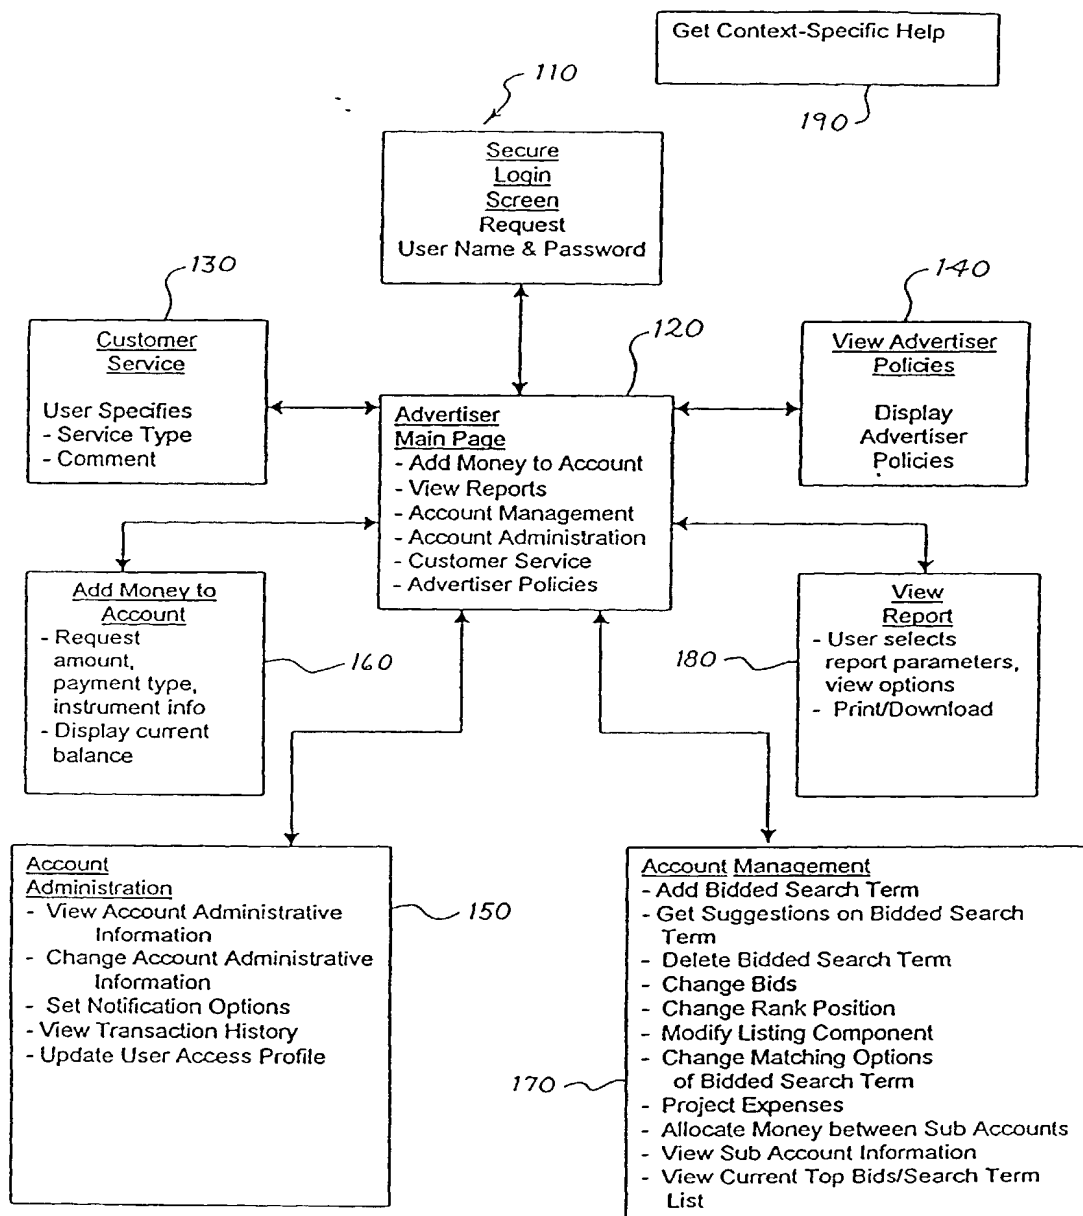 Get Context-Specific Help
190
110
Secure
Login
Screen
Request
User Name & Password
130
Customer
Service
User Specifies
- Service Type
- Comment
120
Advertiser
Main Page
- Add Money to Account
- View Reports
- Account Management
- Account Administration
- Customer Service
- Advertiser Policies
140
View Advertiser
Policies
Display
Advertiser
Policies
Add Money to
Account
- Request
amount,
payment type,
instrument info
- Display current
balance
160
180
View
Report
- User selects
report parameters,
view options
- Print/Download
Account
Administration
- View Account Administrative
Information
- Change Account Administrative
Information
- Set Notification Options
- View Transaction History
- Update User Access Profile
150
170
Account Management
- Add Bidded Search Term
- Get Suggestions on Bidded Search
Term
- Delete Bidded Search Term
- Change Bids
- Change Rank Position
- Modify Listing Component
- Change Matching Options
of Bidded Search Term
- Project Expenses
- Allocate Money between Sub Accounts
- View Sub Account Information
- View Current Top Bids/Search Term
List